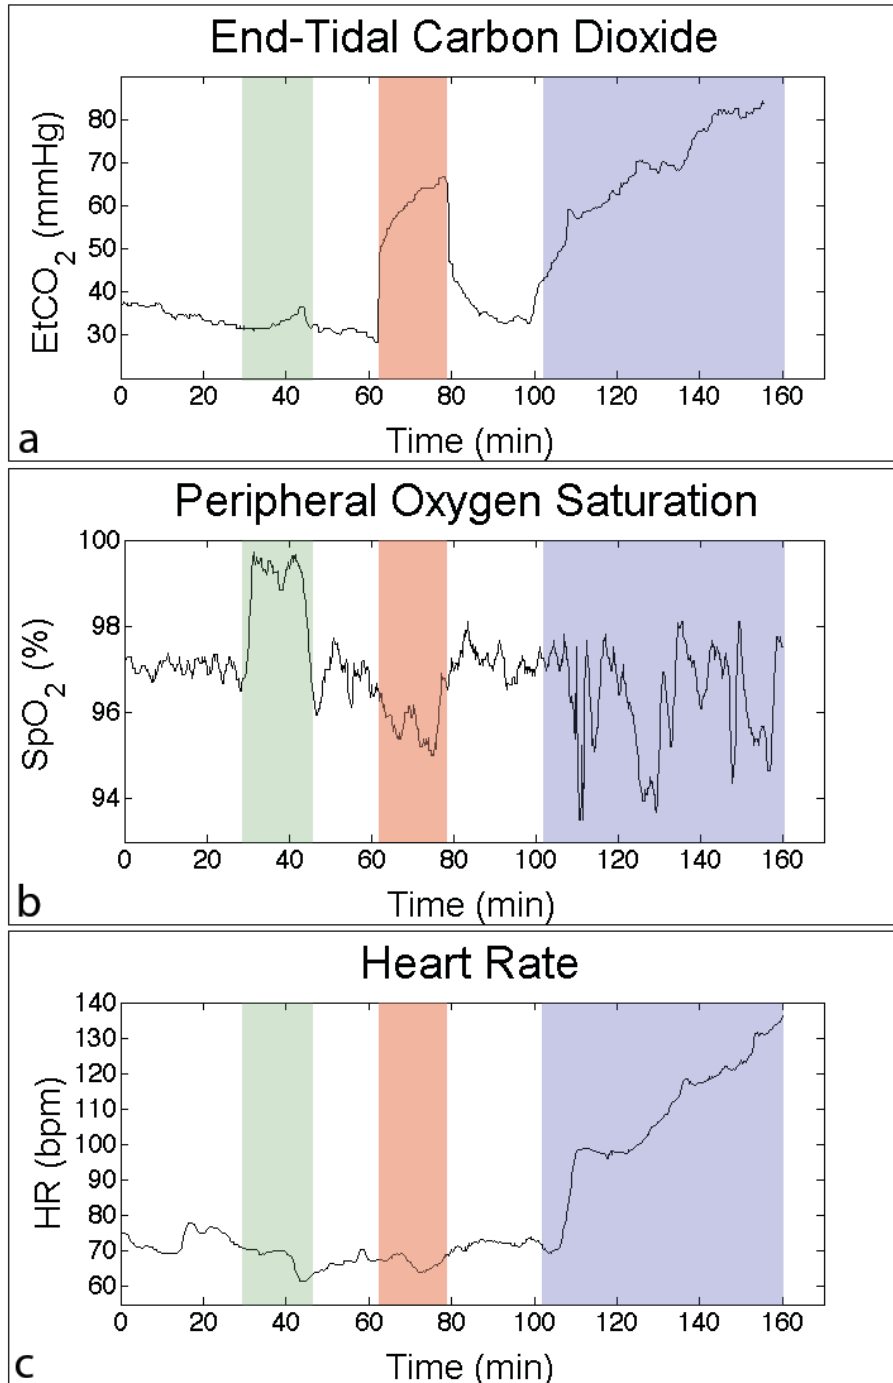 End-Tidal Carbon Dioxide
EtCO2 (mmHg)
80
70
60
50
40
30
0 20 40 60 80 100 120 140 160
Time (min)
a
Peripheral Oxygen Saturation
SpO2 (%)
100
98
96
94
0 20 40 60 80 100 120 140 160
Time (min)
b
Heart Rate
HR (bpm)
140
130
120
110
100
90
80
70
60
0 20 40 60 80 100 120 140 160
Time (min)
c